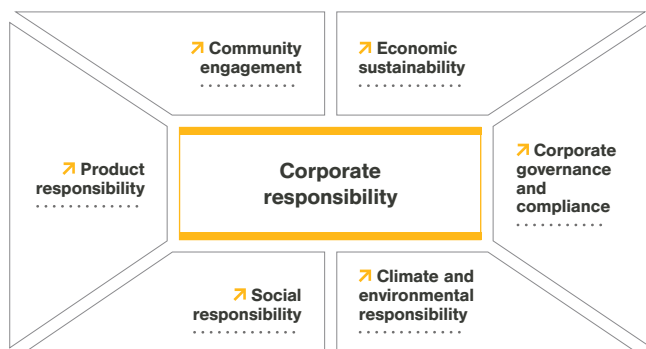 Community
engagement
Economic
sustainability
Product
responsibility
Corporate
responsibility
Corporate
governance
and
compliance
Social
responsibility
Climate and
environmental
responsibility